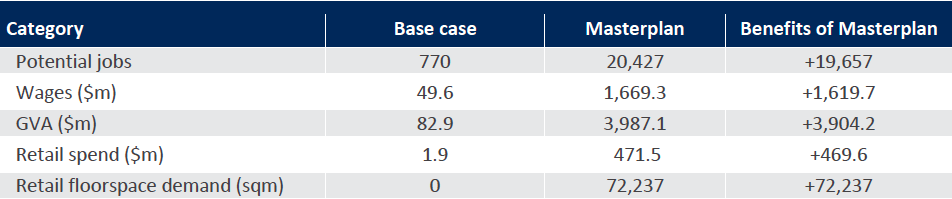 Category Base case Masterplan Benefits of Masterplan
Potential jobs 770 20,427 +19,657
Wages ($m) 49.6 1,669.3 +1,619.7
GVA ($m) 82.9 3,987.1 +3,904.2
Retail spend ($m) 1.9 471.5 +469.6
Retail floorspace demand (sqm) 0 72,237 +72,237